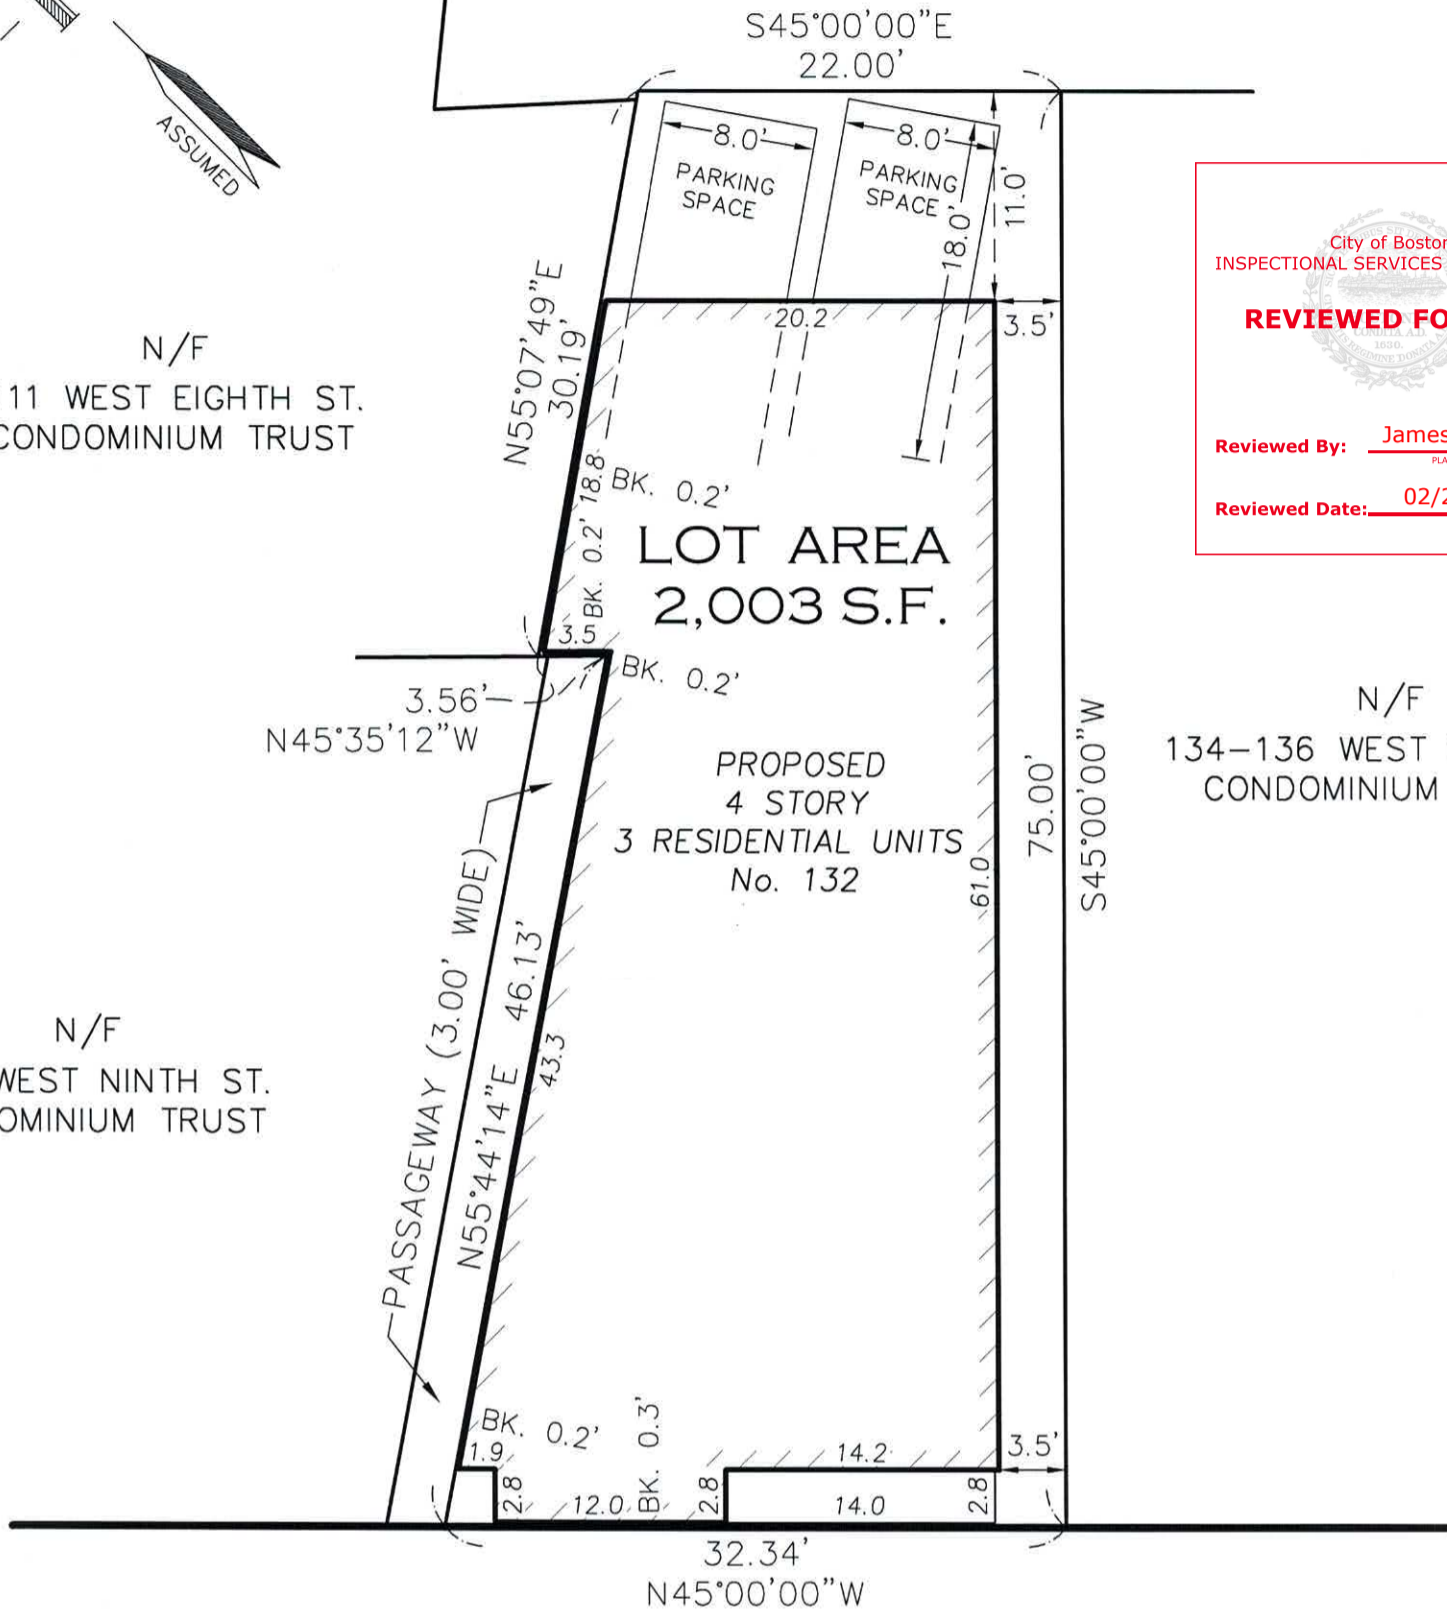 S45°00'00"E
22.00'
ASSUMED
8.0'
PARKING
SPACE
8.0'
PARKING
SPACE
18.0'
11.0'
20.2
3.5'
City of Boston
INSPECTIONAL SERVICES
REVIEWED FO
CONDITA A.D.
1630.
Reviewed By: James
PLA
Reviewed Date: 02/2
N55°07'49"E
30.19'
N/F
11 WEST EIGHTH ST.
CONDOMINIUM TRUST
18.8
BK. 0.2'
BK. 0.2'
LOT AREA
2,003 S.F.
3.5
BK. 0.2'
3.56'
N45°35'12"W
PROPOSED
4 STORY
3 RESIDENTIAL UNITS
No. 132
61.0
75.00'
S45°00'00"W
N/F
134-136 WEST
CONDOMINIUM
PASSAGEWAY (3.00' WIDE)
N55°44'14"E 46.13'
43.3
N/F
WEST NINTH ST.
OMINIUM TRUST
BK. 0.2'
BK. 0.3'
1.9
2.8
12.0
2.8
14.2
14.0
2.8
3.5'
32.34'
N45°00'00"W